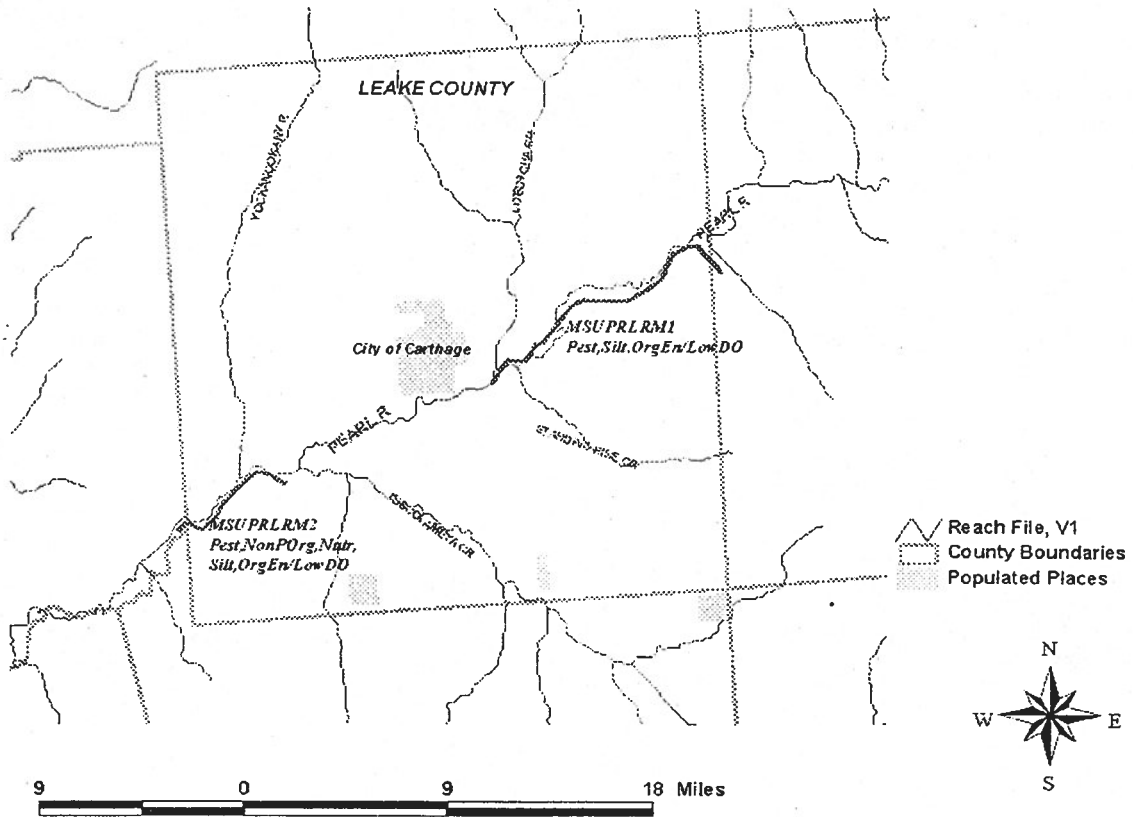 LEAKE COUNTY
PEARL R
MSUPRLRM1
Pest,Silt,OrgEn/LowDO
City of Carthage
PEARL R
MSUPRLRM2
Pest,NonPOrg,Nutr,
Silt,OrgEn/LowDO
Reach File, V1
County Boundaries
Populated Places
N
W E
S
9 0 9 18 Miles